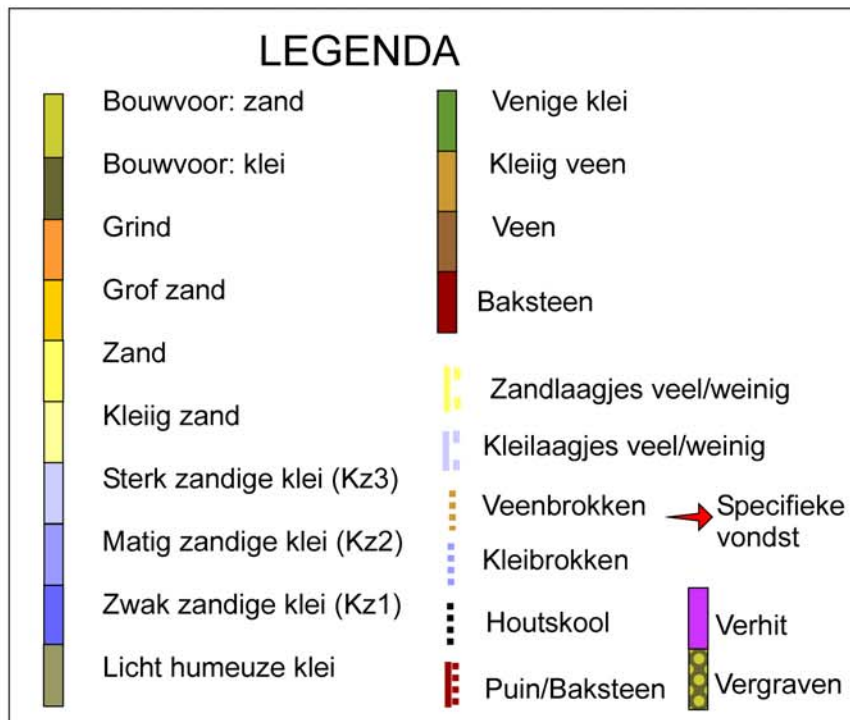 LEGENDA
Bouwvoor: zand
Bouwvoor: klei
Grind
Grof zand
Zand
Kleiig zand
Sterk zandige klei (Kz3)
Matig zandige klei (Kz2)
Zwak zandige klei (Kz1)
Licht humeuze klei
Venige klei
Kleiig veen
Veen
Baksteen
Zandlaagjes veel/weinig
Kleilaagjes veel/weinig
Veenbrokken
Kleibrokken
Houtskool
Puin/Baksteen
Specifieke
vondst
Verhit
Vergraven